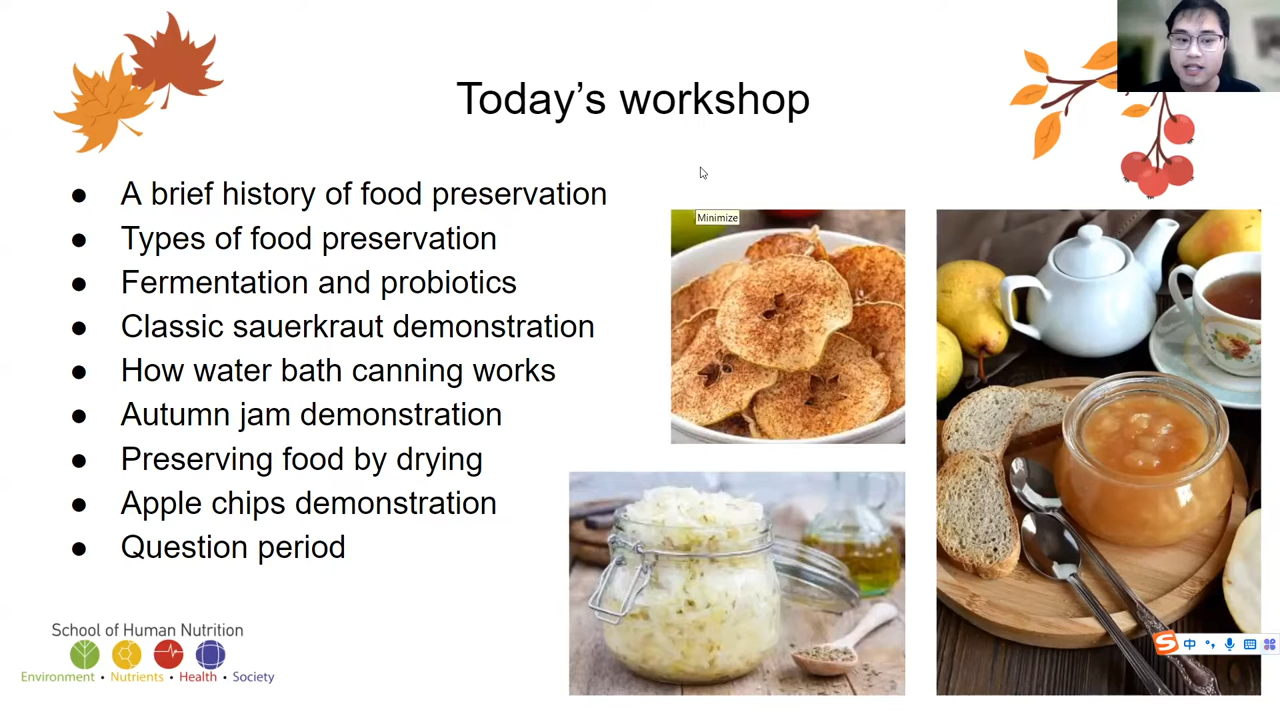 Today’s workshop
● A brief history of food preservation
● Types of food preservation
● Fermentation and probiotics
● Classic sauerkraut demonstration
● How water bath canning works
● Autumn jam demonstration
● Preserving food by drying
● Apple chips demonstration
● Question period
Minimize
School of Human Nutrition
Environment • Nutrients • Health • Society
S 中